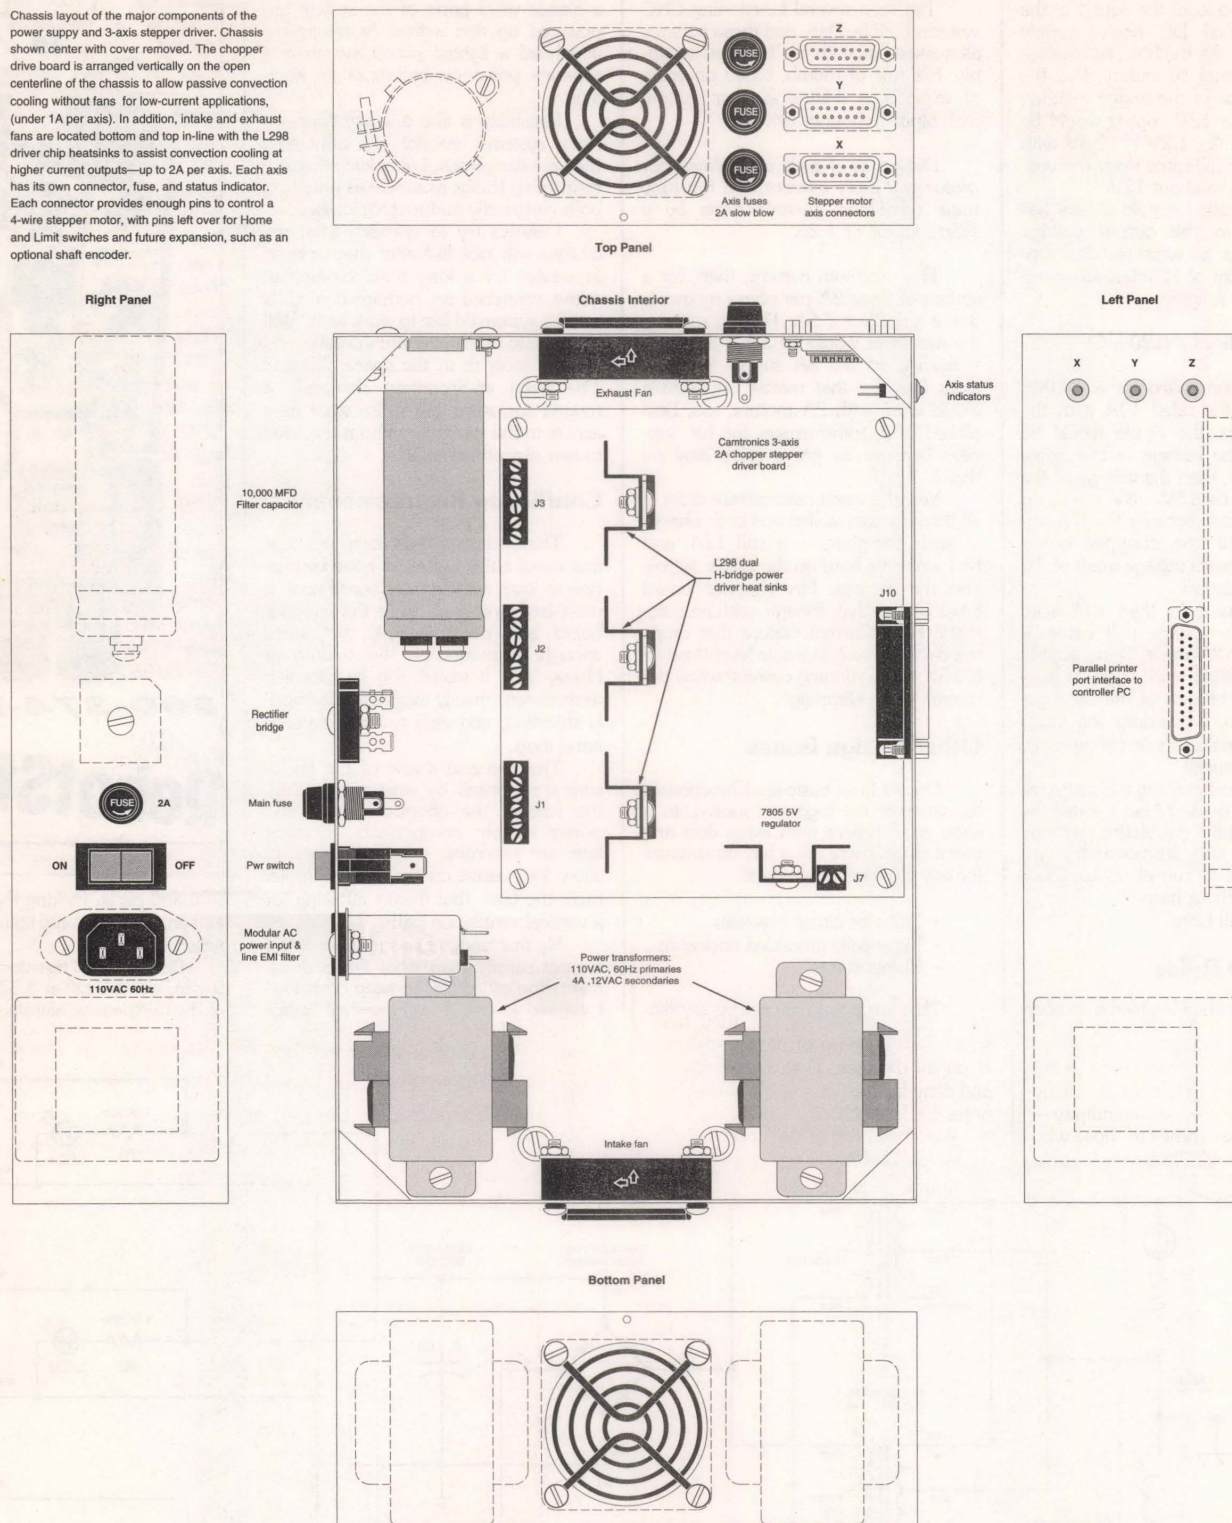 Chassis layout of the major components of the
power suppy and 3-axis stepper driver. Chassis
shown center with cover removed. The chopper
drive board is arranged vertically on the open
centerline of the chassis to allow passive convection
cooling without fans for low-current applications,
(under 1A per axis). In addition, intake and exhaust
fans are located bottom and top in-line with the L298
driver chip heatsinks to assist convection cooling at
higher current outputs—up to 2A per axis. Each axis
has its own connector, fuse, and status indicator.
Each connector provides enough pins to control a
4-wire stepper motor, with pins left over for Home
and Limit switches and future expansion, such as an
optional shaft encoder.
FUSE
Z
FUSE
Y
FUSE
X
Axis fuses
2A slow blow
Stepper motor
axis connectors
Top Panel
Right Panel
Chassis Interior
Left Panel
Exhaust Fan
Axis status
indicators
X Y Z
Camtronics 3-axis
2A chopper stepper
driver board
10,000 MFD
Filter capacitor
J3
L298 dual
H-bridge power
driver heat sinks
J10
J2
Parallel printer
port interface to
controller PC
Rectifier
bridge
FUSE
2A
Main fuse
J1
7805 5V
regulator
ON
OFF
Pwr switch
J7
Modular AC
power input &
line EMI filter
110VAC 60Hz
Power transformers:
110VAC, 60Hz primaries
4A ,12VAC secondaries
Intake fan
Bottom Panel